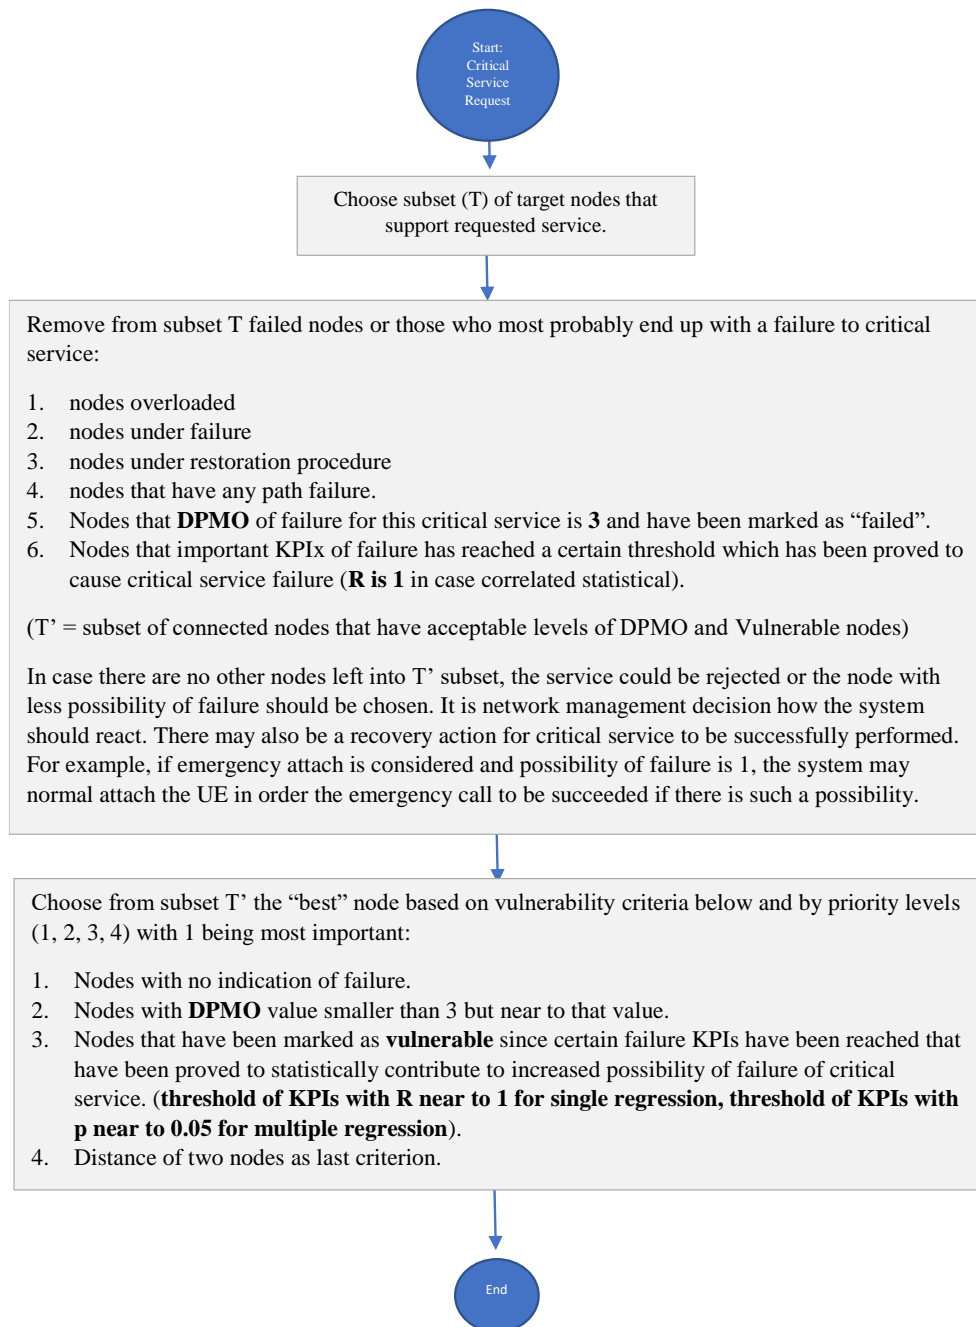 Start:
Critical
Service
Request
Choose subset (T) of target nodes that
support requested service.
Remove from subset T failed nodes or those who most probably end up with a failure to critical
service:
1. nodes overloaded
2. nodes under failure
3. nodes under restoration procedure
4. nodes that have any path failure.
5. Nodes that DPMO of failure for this critical service is 3 and have been marked as “failed”.
6. Nodes that important KPIx of failure has reached a certain threshold which has been proved to
cause critical service failure (R is 1 in case correlated statistical).
(T’ = subset of connected nodes that have acceptable levels of DPMO and Vulnerable nodes)
In case there are no other nodes left into T’ subset, the service could be rejected or the node with
less possibility of failure should be chosen. It is network management decision how the system
should react. There may also be a recovery action for critical service to be successfully performed.
For example, if emergency attach is considered and possibility of failure is 1, the system may
normal attach the UE in order the emergency call to be succeeded if there is such a possibility.
Choose from subset T’ the “best” node based on vulnerability criteria below and by priority levels
(1, 2, 3, 4) with 1 being most important:
1. Nodes with no indication of failure.
2. Nodes with DPMO value smaller than 3 but near to that value.
3. Nodes that have been marked as vulnerable since certain failure KPIs have been reached that
have been proved to statistically contribute to increased possibility of failure of critical
service. (threshold of KPIs with R near to 1 for single regression, threshold of KPIs with
p near to 0.05 for multiple regression).
4. Distance of two nodes as last criterion.
End